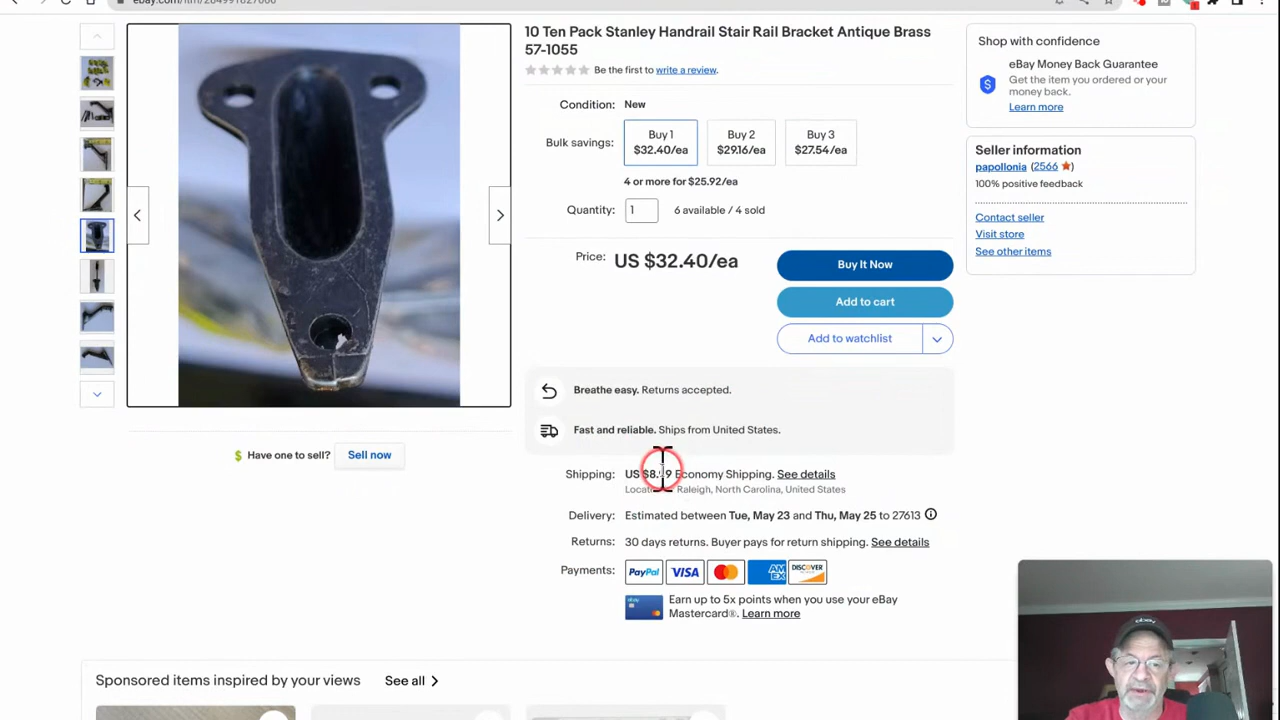 10 Ten Pack Stanley Handrail Stair Rail Bracket Antique Brass
57-1055
Be the first to write a review.
Condition: New
Bulk savings:
Buy 1
$32.40/ea
Buy 2
$29.16/ea
Buy 3
$27.54/ea
4 or more for $25.92/ea
Quantity: 1 6 available / 4 sold
Price: US $32.40/ea
Buy It Now
Add to cart
Add to watchlist
Breathe easy. Returns accepted.
Fast and reliable. Ships from United States.
Shipping: US Economy Shipping. See details
Raleigh, North Carolina, United States
Delivery: Estimated between Tue, May 23 and Thu, May 25 to 27613
Returns: 30 days returns. Buyer pays for return shipping. See details
Payments: PayPal VISA AM EX DISCOVER
ebay
Earn up to 5x points when you use your eBay
Mastercard®. Learn more
Shop with confidence
eBay Money Back Guarantee
Get the item you ordered or your
money back.
Learn more
Seller information
papollonia (2566)
100% positive feedback
Contact seller
Visit store
See other items
$ Have one to sell? Sell now
Sponsored items inspired by your views See all
ebay